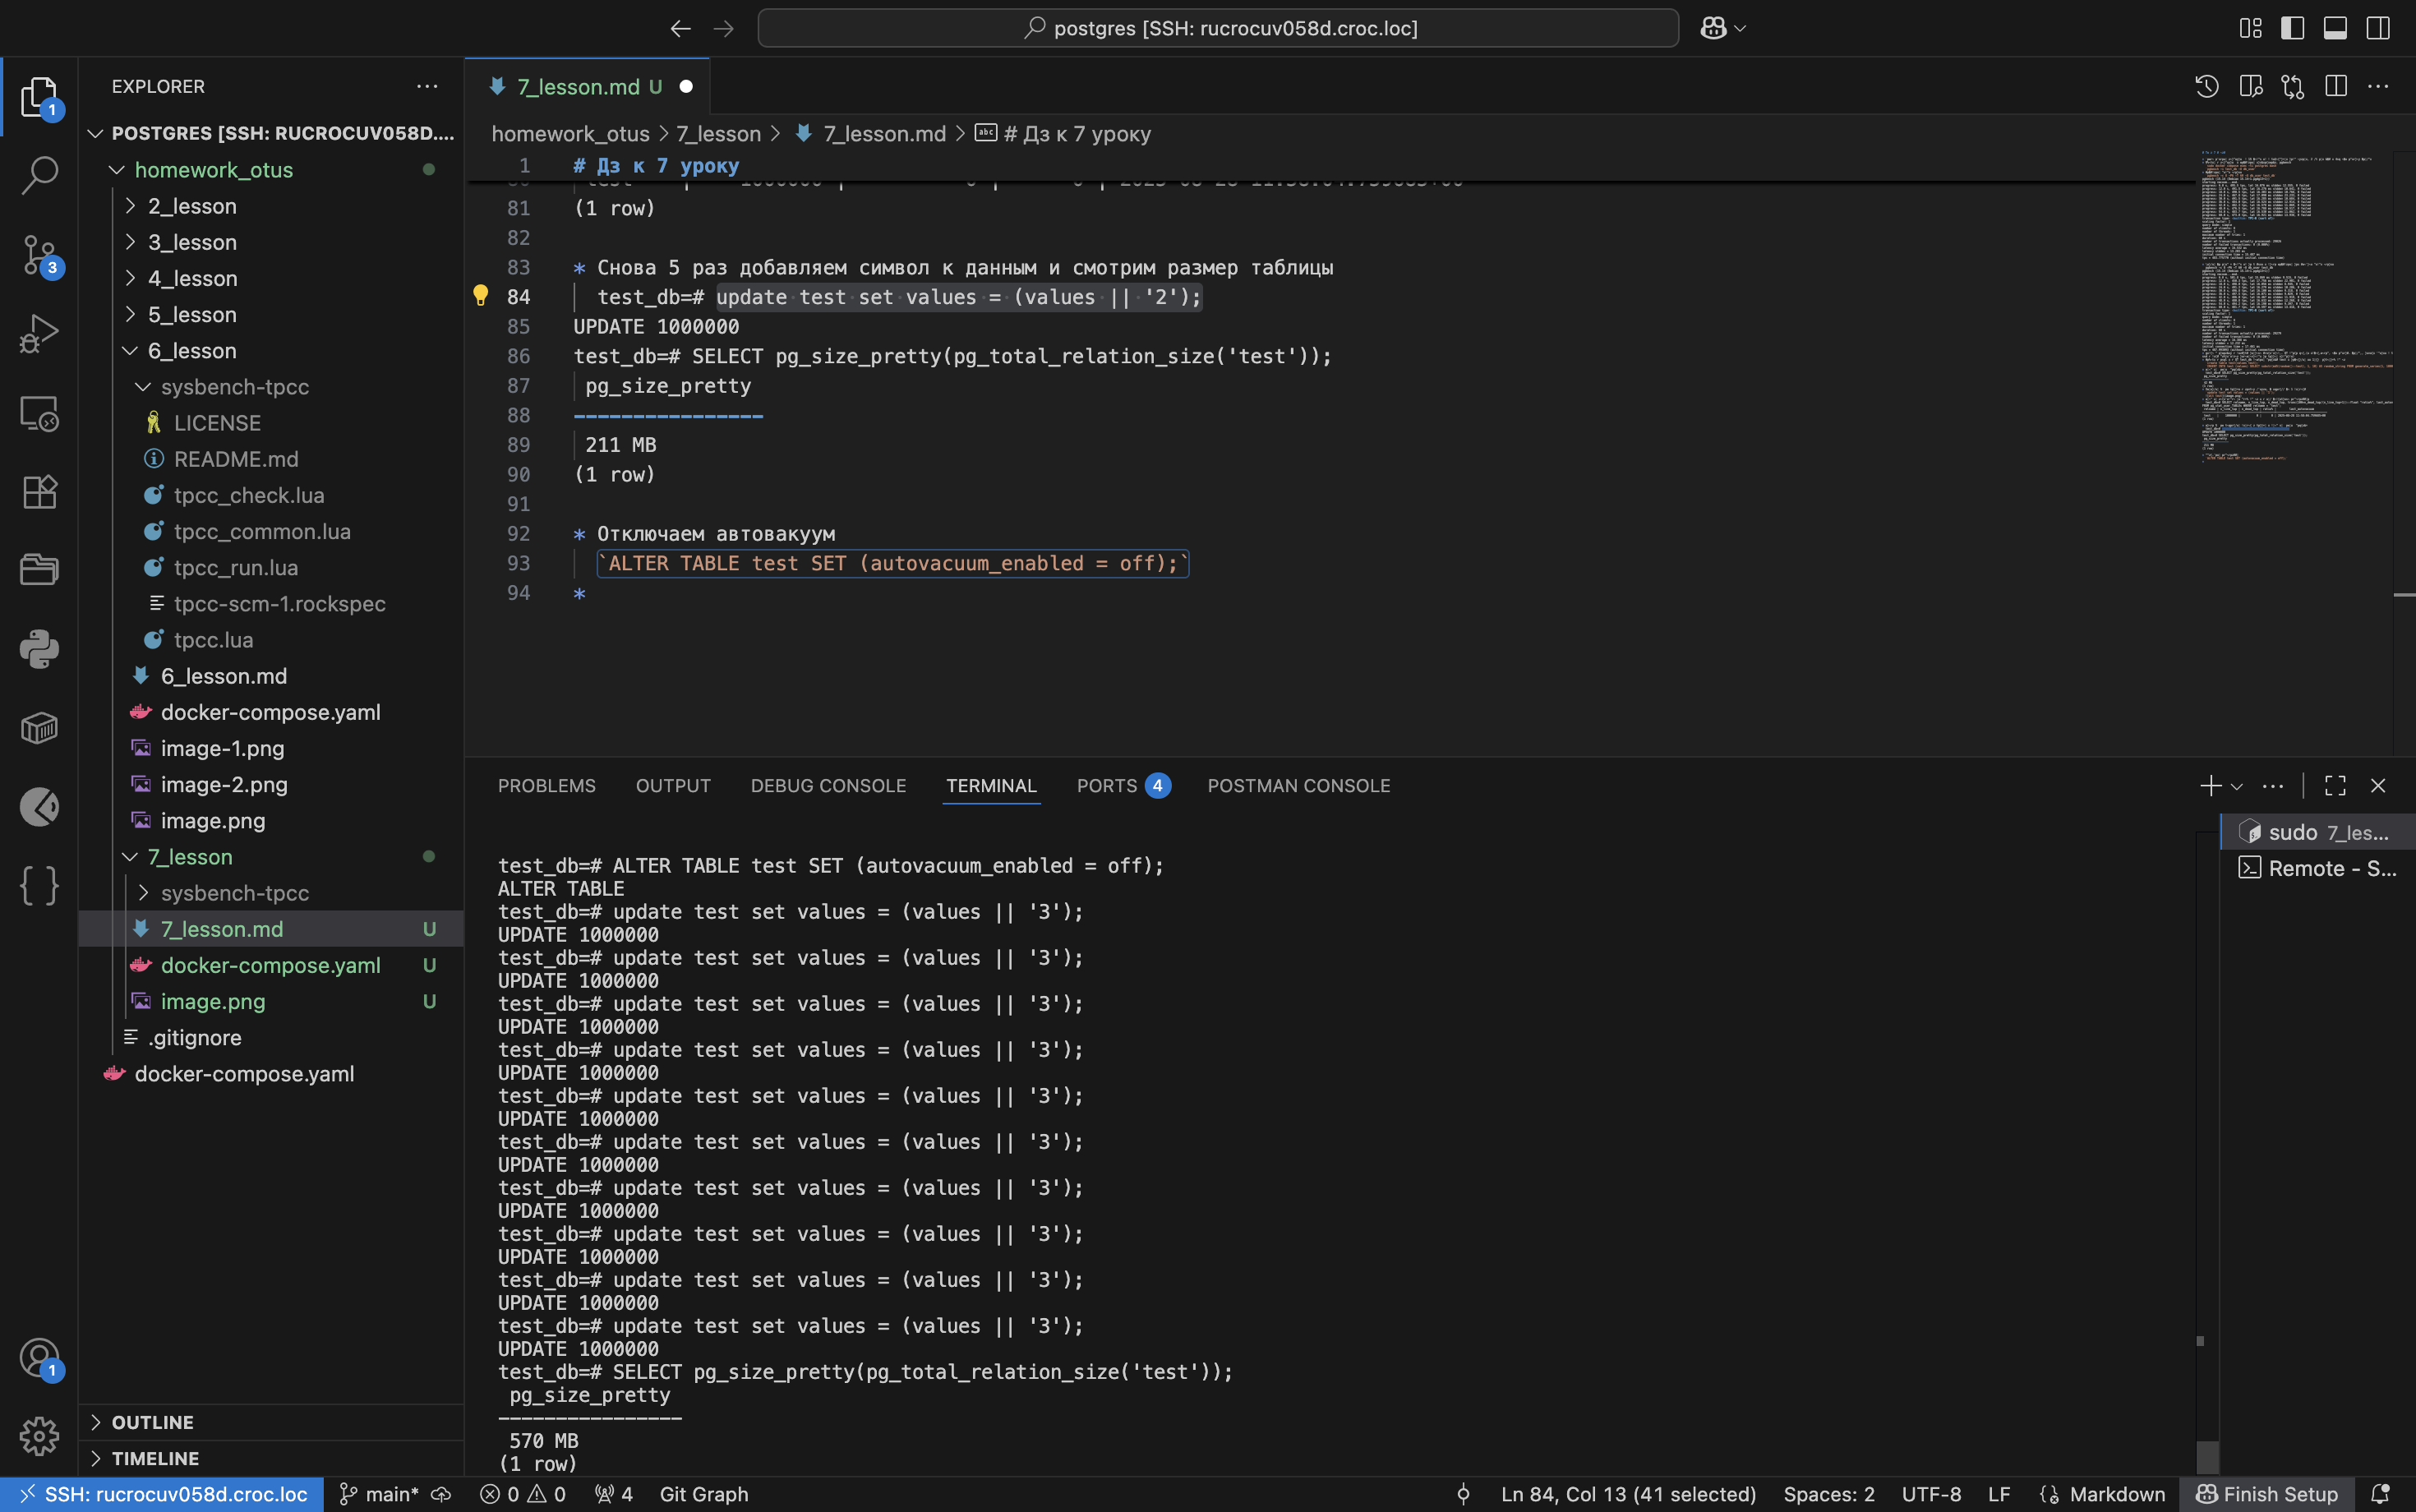 postgres [SSH: rucrocuv058d.croc.loc]
EXPLORER
POSTGRES [SSH: RUCROCUV058D....
homework_otus
2_lesson
3_lesson
4_lesson
5_lesson
6_lesson
sysbench-tpcc
LICENSE
README.md
tpcc_check.lua
tpcc_common.lua
tpcc_run.lua
tpcc-scm-1.rockspec
tpcc.lua
6_lesson.md
docker-compose.yaml
image-1.png
image-2.png
image.png
7_lesson
sysbench-tpcc
7_lesson.md U
docker-compose.yaml U
image.png U
.gitignore
docker-compose.yaml
OUTLINE
TIMELINE
1
3
1
7_lesson.md U
homework_otus > 7_lesson > 7_lesson.md > # Дз к 7 уроку
1 # Дз к 7 уроку
81 (1 row)
82
83 * Снова 5 раз добавляем символ к данным и смотрим размер таблицы
84 test_db=# update test set values = (values || '2');
85 UPDATE 1000000
86 test_db=# SELECT pg_size_pretty(pg_total_relation_size('test'));
87 pg_size_pretty
88 ----------------
89 211 MB
90 (1 row)
91
92 * Отключаем автовакуум
93 `ALTER TABLE test SET (autovacuum_enabled = off);`
94 *
PROBLEMS OUTPUT DEBUG CONSOLE TERMINAL PORTS 4 POSTMAN CONSOLE
test_db=# ALTER TABLE test SET (autovacuum_enabled = off);
ALTER TABLE
test_db=# update test set values = (values || '3');
UPDATE 1000000
test_db=# update test set values = (values || '3');
UPDATE 1000000
test_db=# update test set values = (values || '3');
UPDATE 1000000
test_db=# update test set values = (values || '3');
UPDATE 1000000
test_db=# update test set values = (values || '3');
UPDATE 1000000
test_db=# update test set values = (values || '3');
UPDATE 1000000
test_db=# update test set values = (values || '3');
UPDATE 1000000
test_db=# update test set values = (values || '3');
UPDATE 1000000
test_db=# update test set values = (values || '3');
UPDATE 1000000
test_db=# update test set values = (values || '3');
UPDATE 1000000
test_db=# SELECT pg_size_pretty(pg_total_relation_size('test'));
pg_size_pretty
----------------
570 MB
(1 row)
sudo 7_les...
Remote - S...
SSH: rucrocuv058d.croc.loc main* 0 0 4 Git Graph Ln 84, Col 13 (41 selected) Spaces: 2 UTF-8 LF Markdown Finish Setup